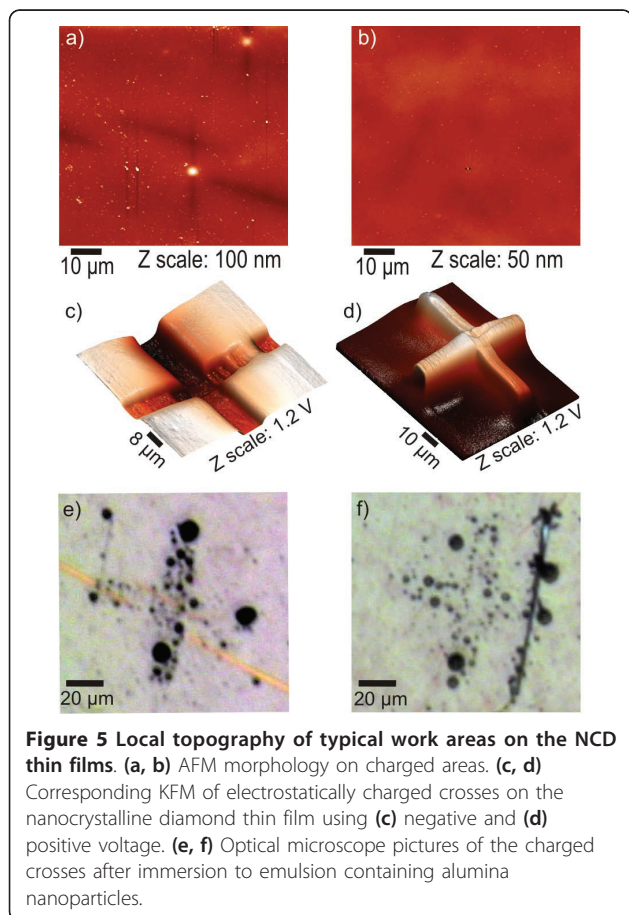 a)
b)
10 µm
Z scale: 100 nm
10 µm
Z scale: 50 nm
c)
d)
8 µm
Z scale: 1.2 V
10 µm
Z scale: 1.2 V
e)
f)
20 µm
20 µm
Figure 5 Local topography of typical work areas on the NCD
thin films. (a, b) AFM morphology on charged areas. (c, d)
Corresponding KFM of electrostatically charged crosses on the
nanocrystalline diamond thin film using (c) negative and (d)
positive voltage. (e, f) Optical microscope pictures of the charged
crosses after immersion to emulsion containing alumina
nanoparticles.